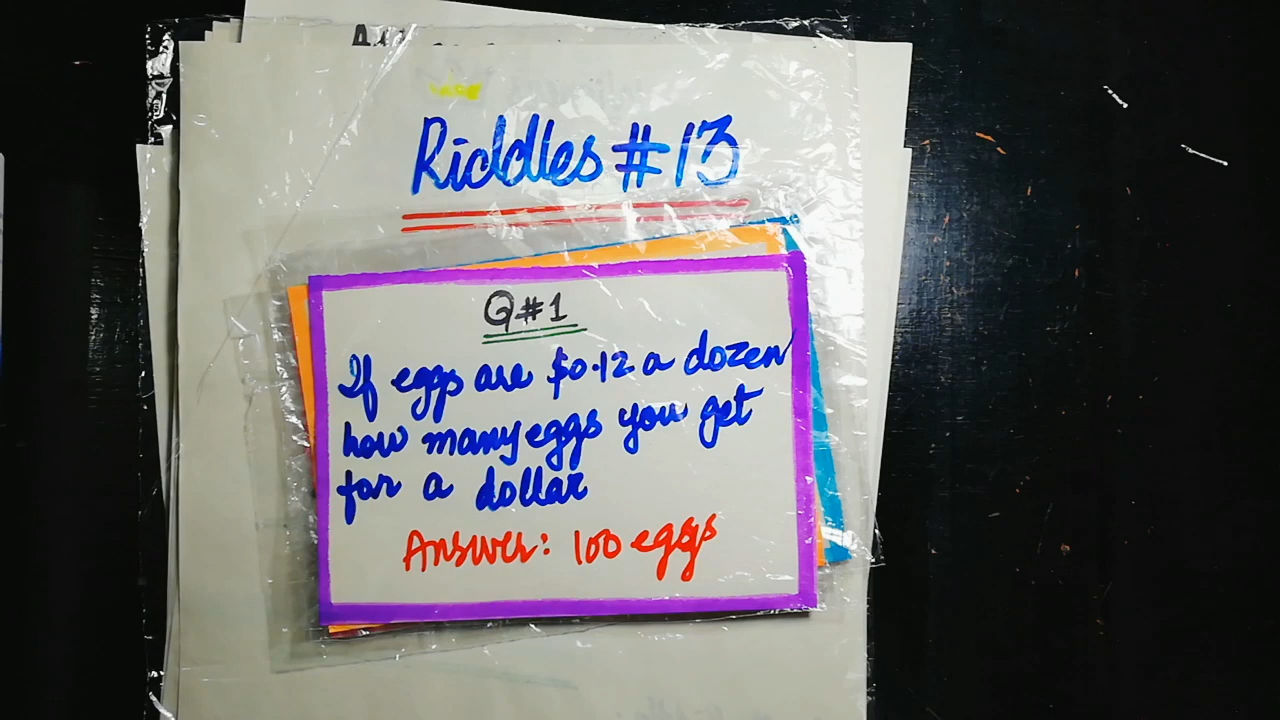 Riddles #13
Q#1
If eggs are $0.12 a dozen
how many eggs you get
for a dollar
Answer: 100 eggs